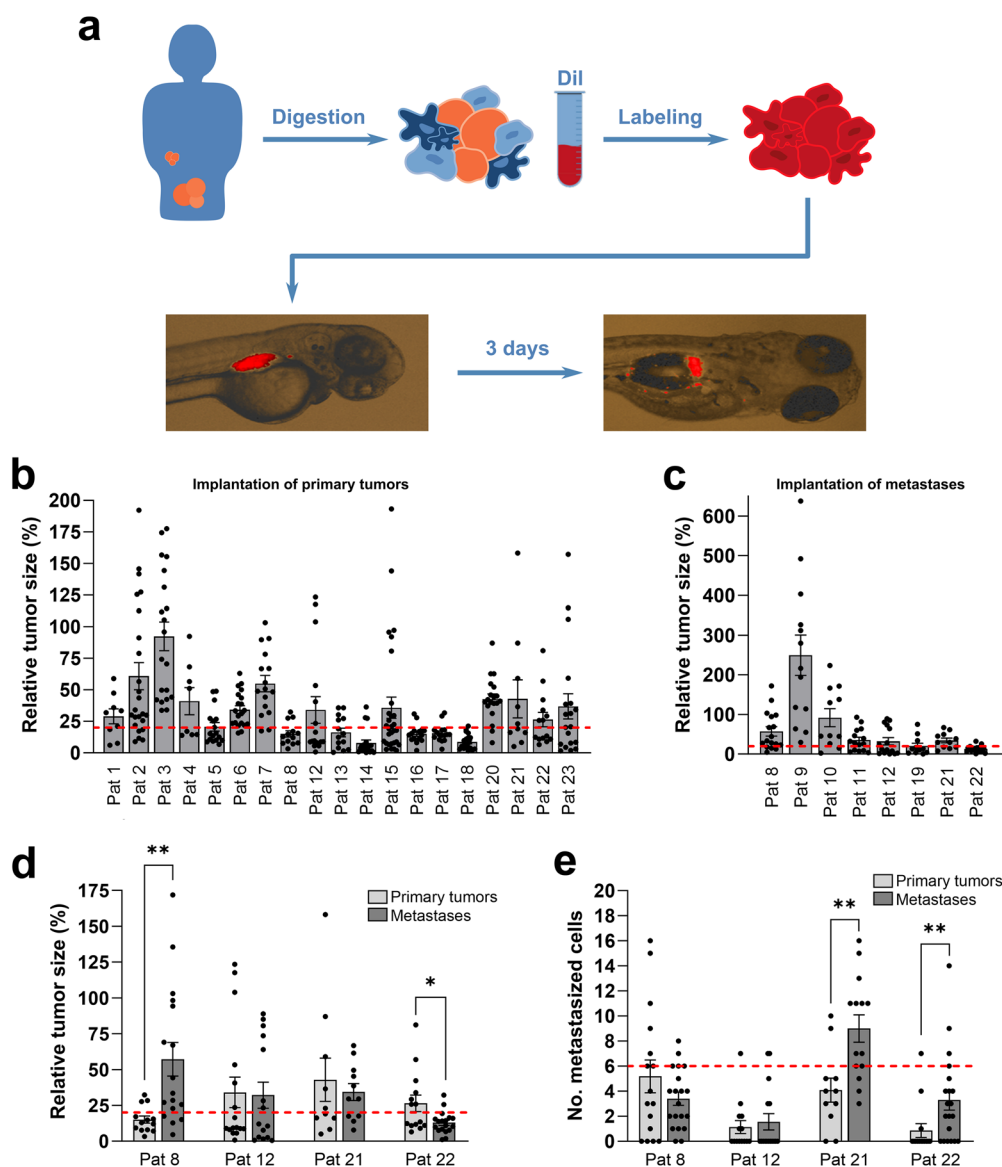 a
Digestion
DiI
Labeling
3 days
b
Implantation of primary tumors
Relative tumor size (%)
200
175
150
125
100
75
50
25
0
Pat 1
Pat 2
Pat 3
Pat 4
Pat 5
Pat 6
Pat 7
Pat 8
Pat 12
Pat 13
Pat 14
Pat 15
Pat 16
Pat 17
Pat 18
Pat 20
Pat 21
Pat 22
Pat 23
c
Implantation of metastases
Relative tumor size (%)
600
500
400
300
200
100
0
Pat 8
Pat 9
Pat 10
Pat 11
Pat 12
Pat 19
Pat 21
Pat 22
d
Relative tumor size (%)
175
150
125
100
75
50
25
0
**
*
Primary tumors
Metastases
Pat 8
Pat 12
Pat 21
Pat 22
e
No. metastasized cells
20
18
16
14
12
10
8
6
4
2
0
Primary tumors
Metastases
**
**
Pat 8
Pat 12
Pat 21
Pat 22